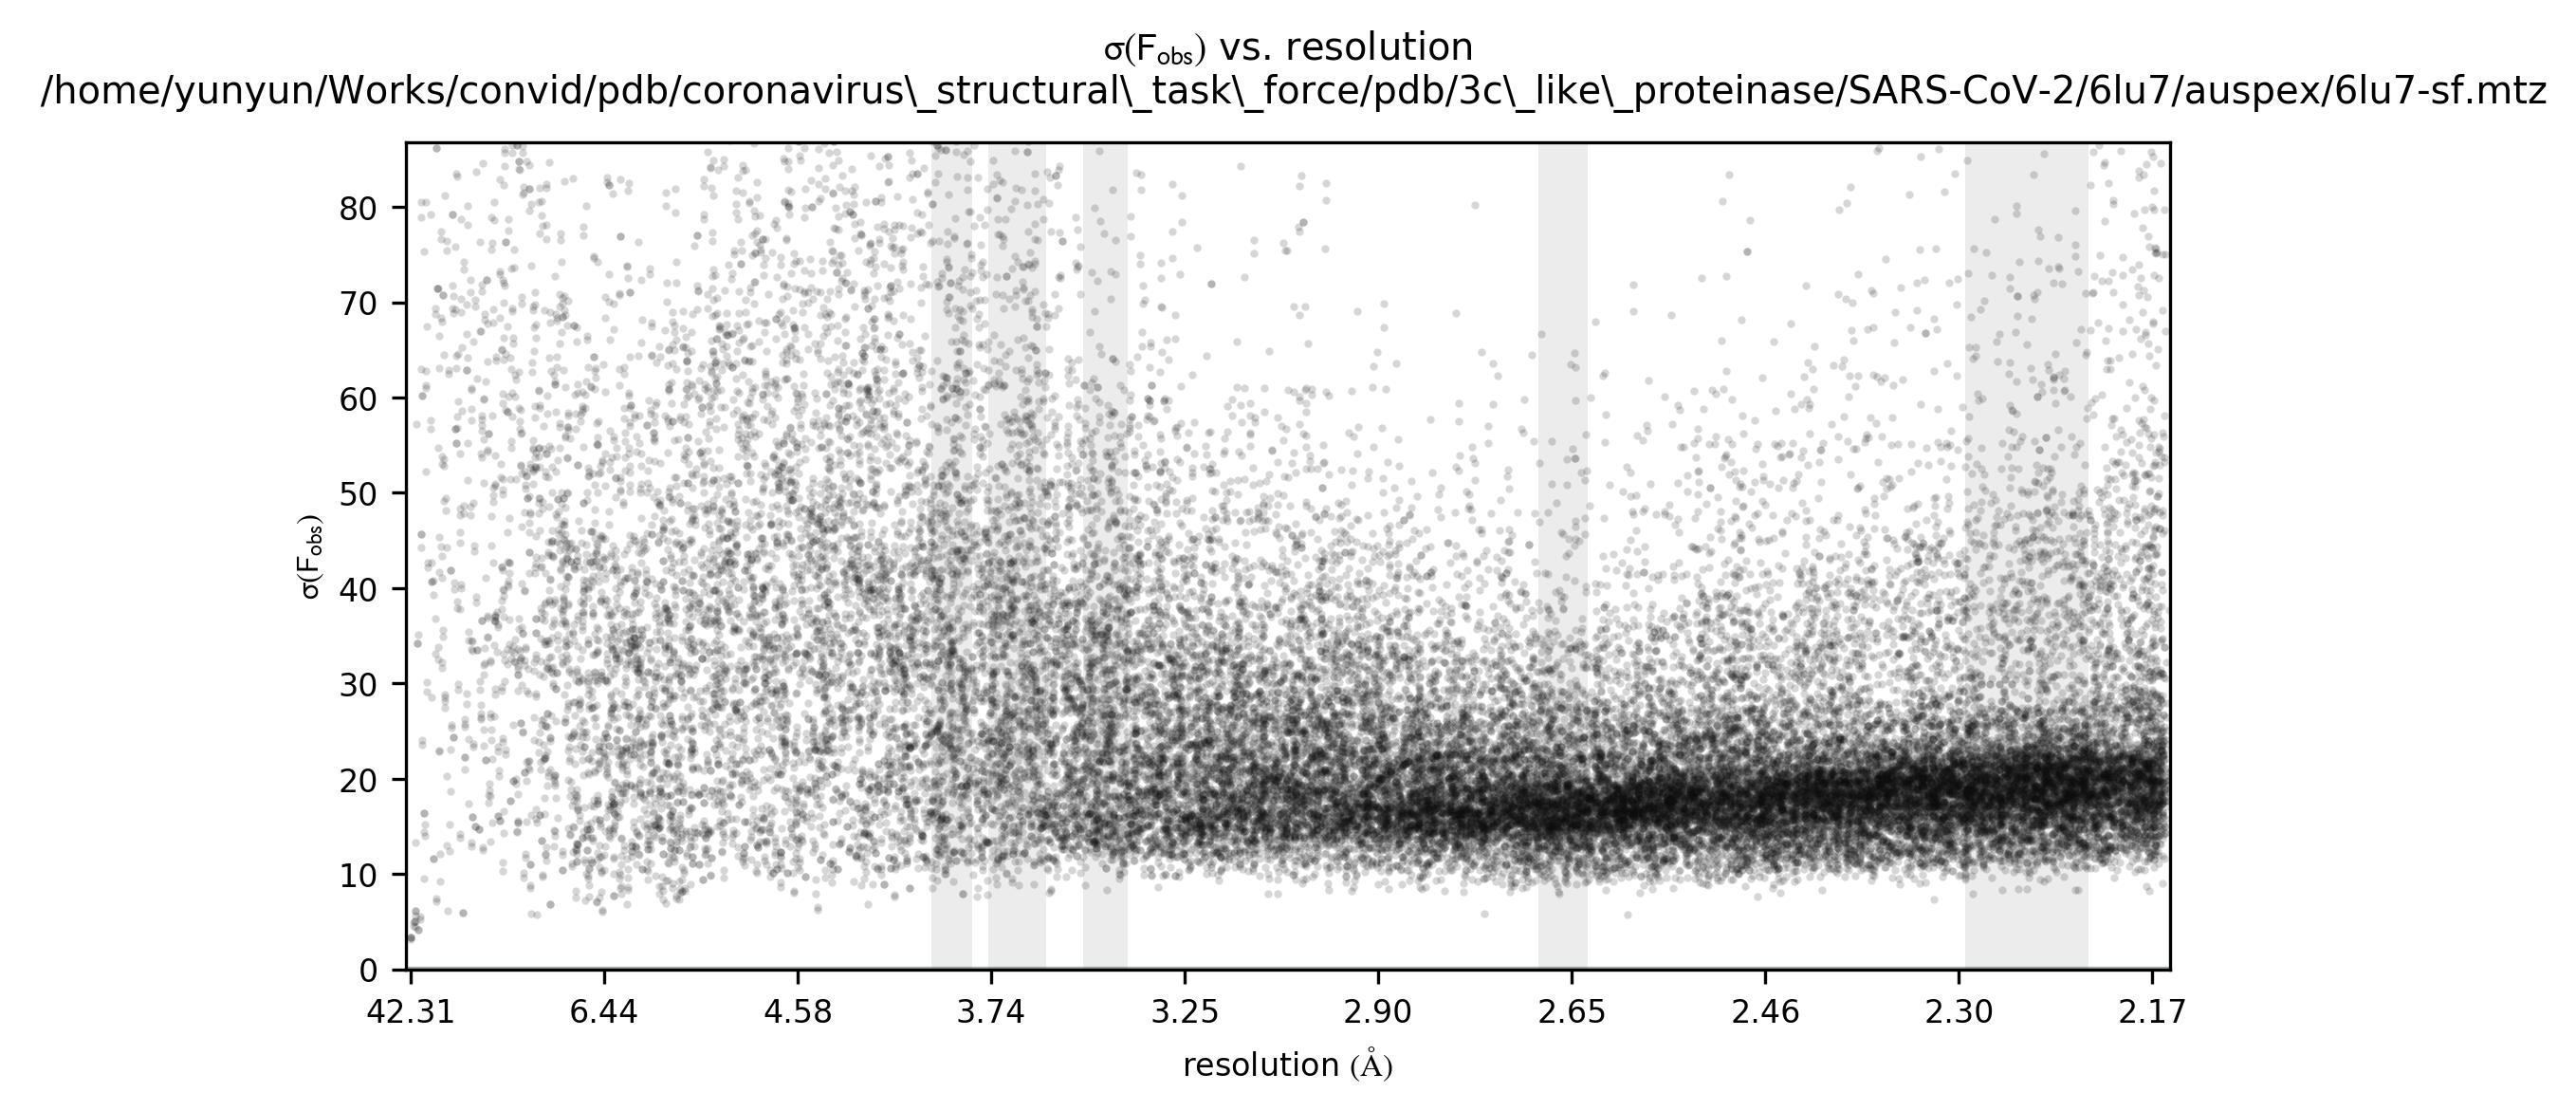 σ(Fobs) vs. resolution
/home/yunyun/Works/convid/pdb/coronavirus\_structural\_task\_force/pdb/3c\_like\_proteinase/SARS-CoV-2/6lu7/auspex/6lu7-sf.mtz
80
70
60
50
40
30
20
10
0
σ(Fobs)
42.31 6.44 4.58 3.74 3.25 2.90 2.65 2.46 2.30 2.17
resolution (Å)